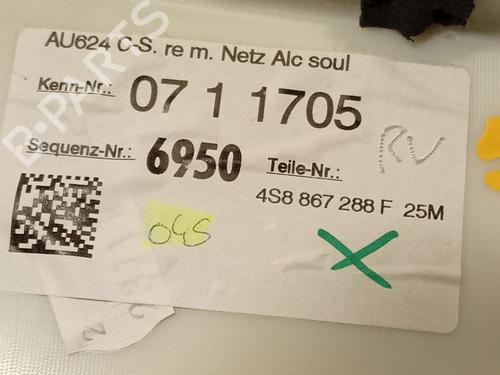 AU624 C-S. re m. Netz Alc soul
Kenn-Nr.: 07 1 1705
RV
Sequenz-Nr.: 6950 Teile-Nr.:
4S8 867 288 F 25M
B-PARTS